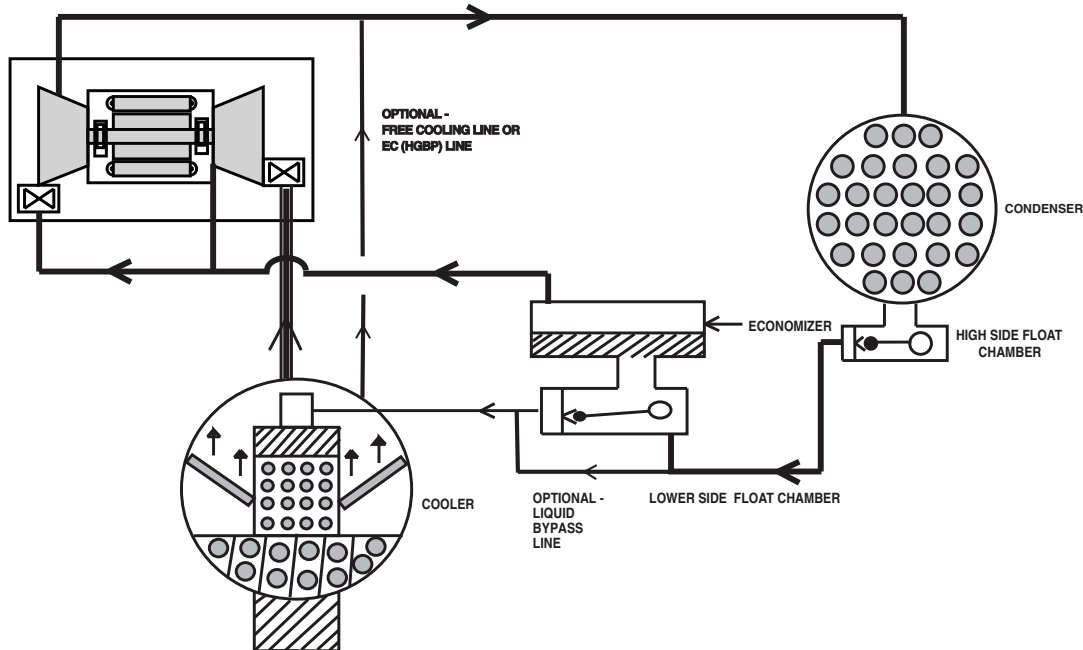 OPTIONAL -
FREE COOLING LINE OR
EC (HGBP) LINE
CONDENSER
ECONOMIZER
HIGH SIDE FLOAT
CHAMBER
COOLER
OPTIONAL -
LIQUID
BYPASS
LINE
LOWER SIDE FLOAT CHAMBER